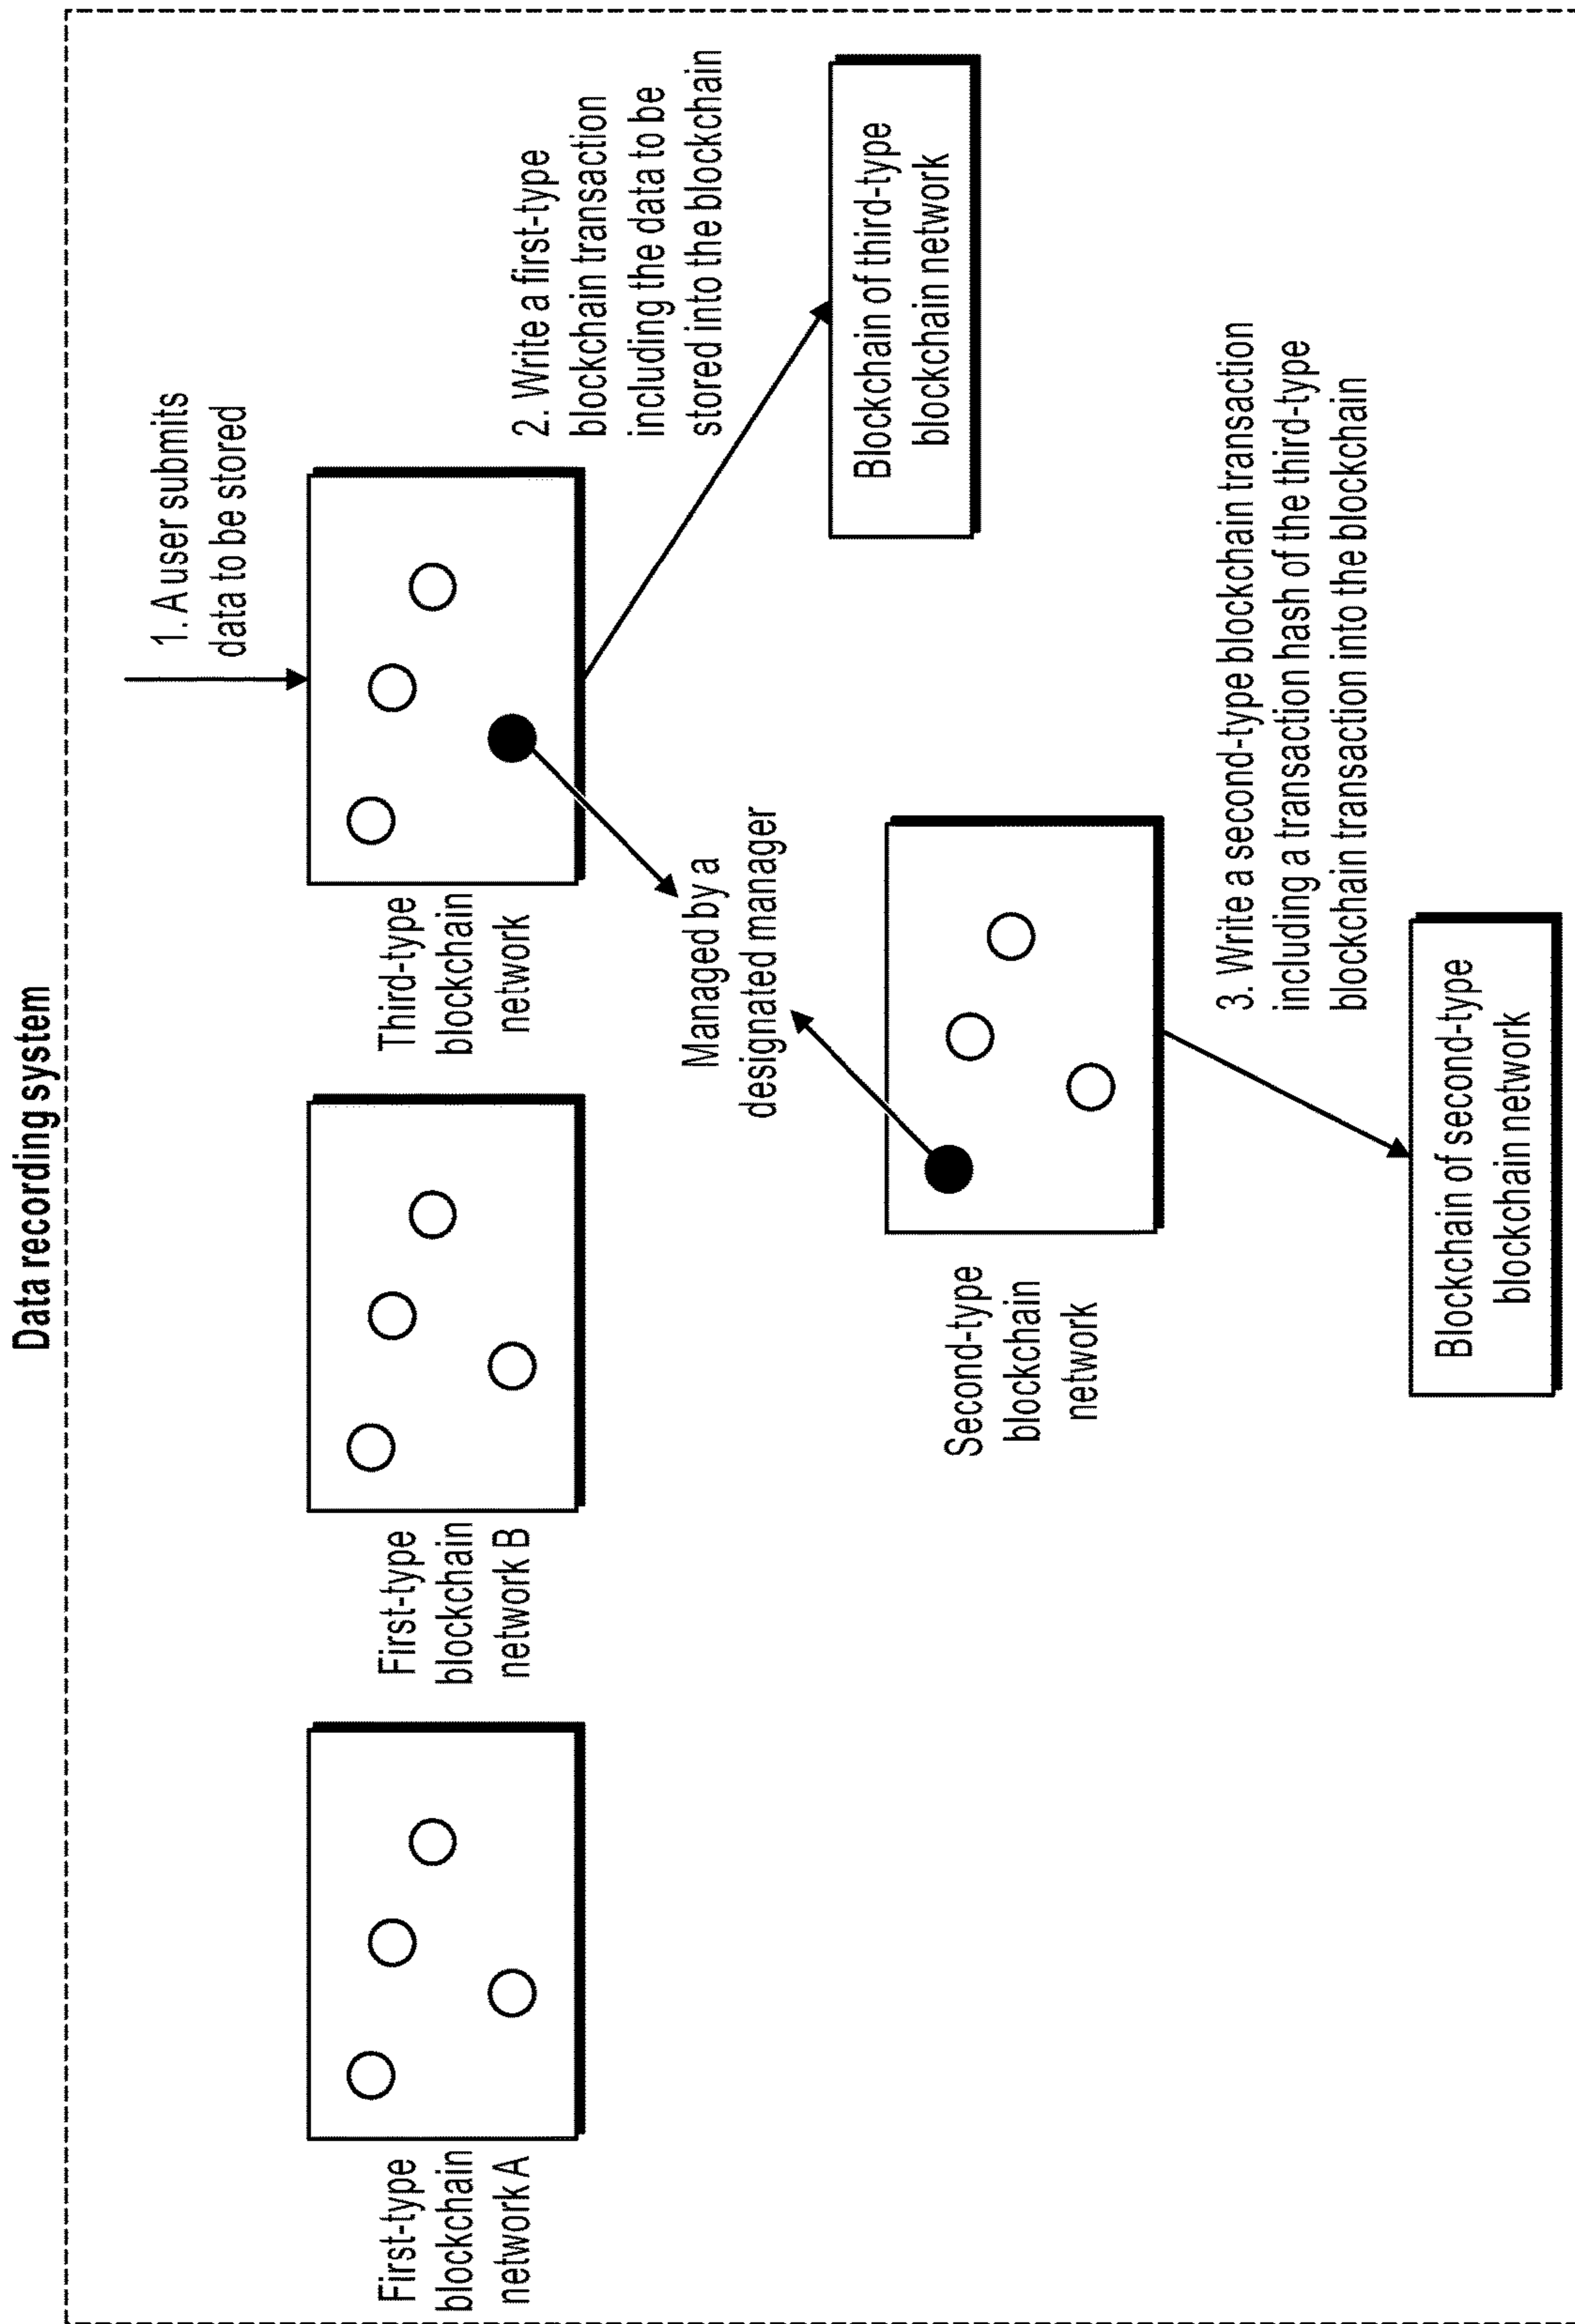 Data recording system
1. A user submits
data to be stored
First-type
blockchain
network A
First-type
blockchain
network B
Third-type
blockchain
network
2. Write a first-type
blockchain transaction
including the data to be
stored into the blockchain
Managed by a
designated manager
Blockchain of third-type
blockchain network
Second-type
blockchain
network
3. Write a second-type blockchain transaction
including a transaction hash of the third-type
blockchain transaction into the blockchain
Blockchain of second-type
blockchain network